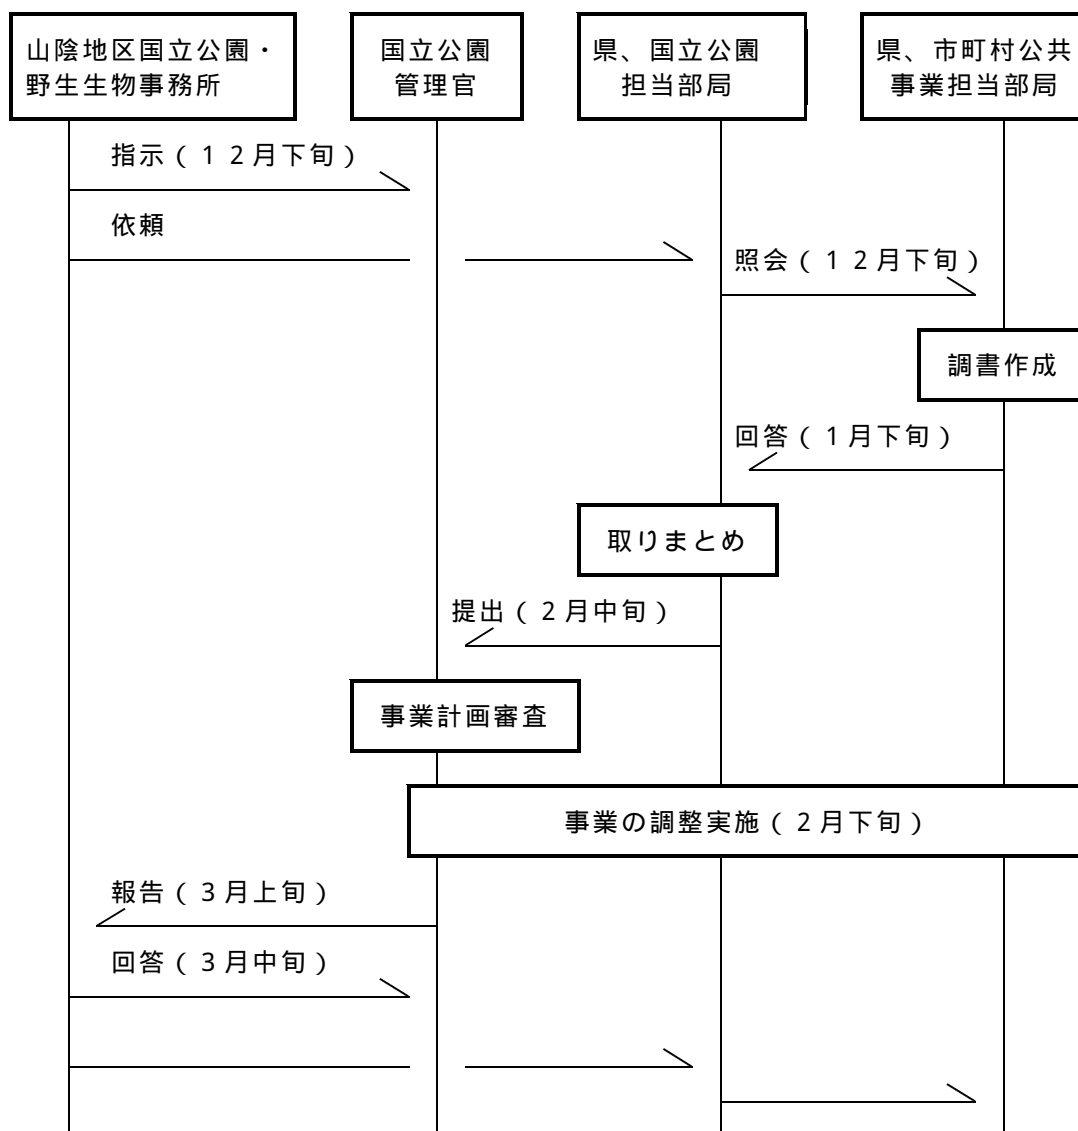 山陰地区国立公園・
野生生物事務所
国立公園
管理官
県、国立公園
担当部局
県、市町村公共
事業担当部局
指示(12月下旬)
依頼
照会(12月下旬)
調書作成
回答(1月下旬)
取りまとめ
提出(2月中旬)
事業計画審査
事業の調整実施(2月下旬)
報告(3月上旬)
回答(3月中旬)